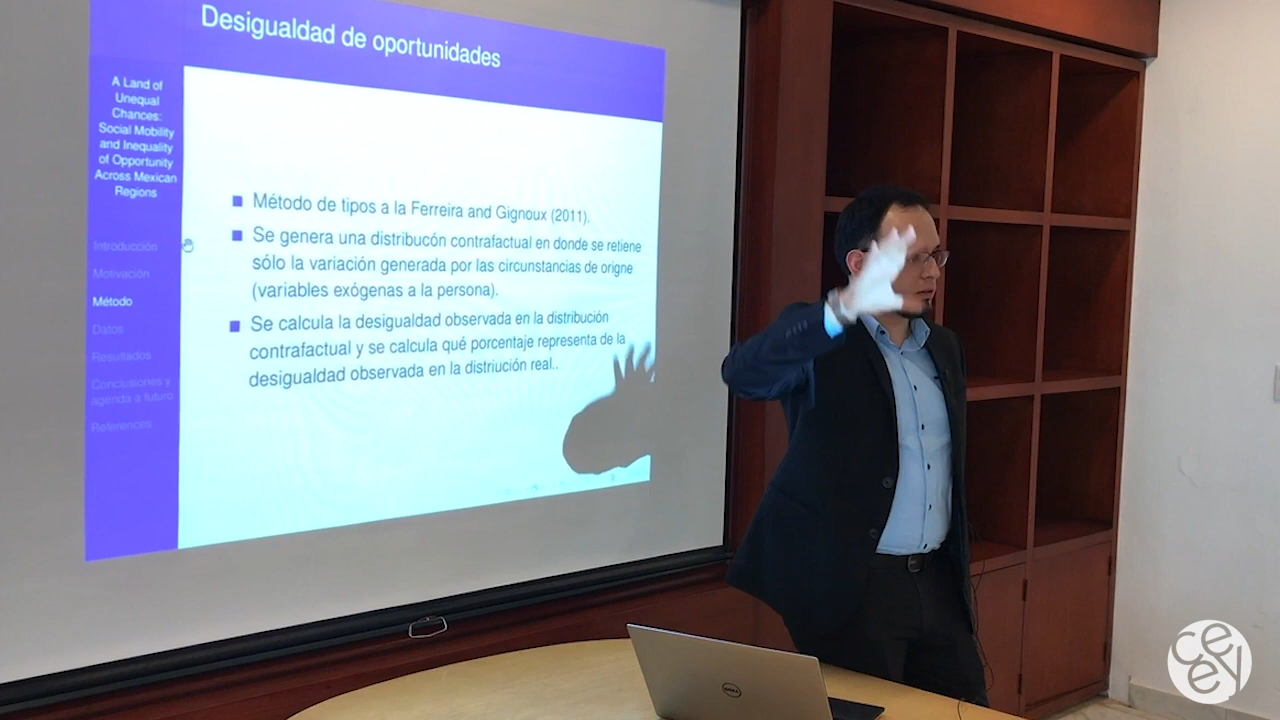 Desigualdad de oportunidades
A Land of
Unequal
Chances:
Social Mobility
and Inequality
of Opportunity
Across Mexican
Regions
Introducción
Motivación
Método
Datos
Resultados
Conclusiones y
agenda a futuro
References
Método de tipos a la Ferreira and Gignoux (2011).
Se genera una distribucón contrafactual en donde se retiene
sólo la variación generada por las circunstancias de origne
(variables exógenas a la persona).
Se calcula la desigualdad observada en la distribución
contrafactual y se calcula qué porcentaje representa de la
desigualdad observada en la distriución real..
DELL
ceey